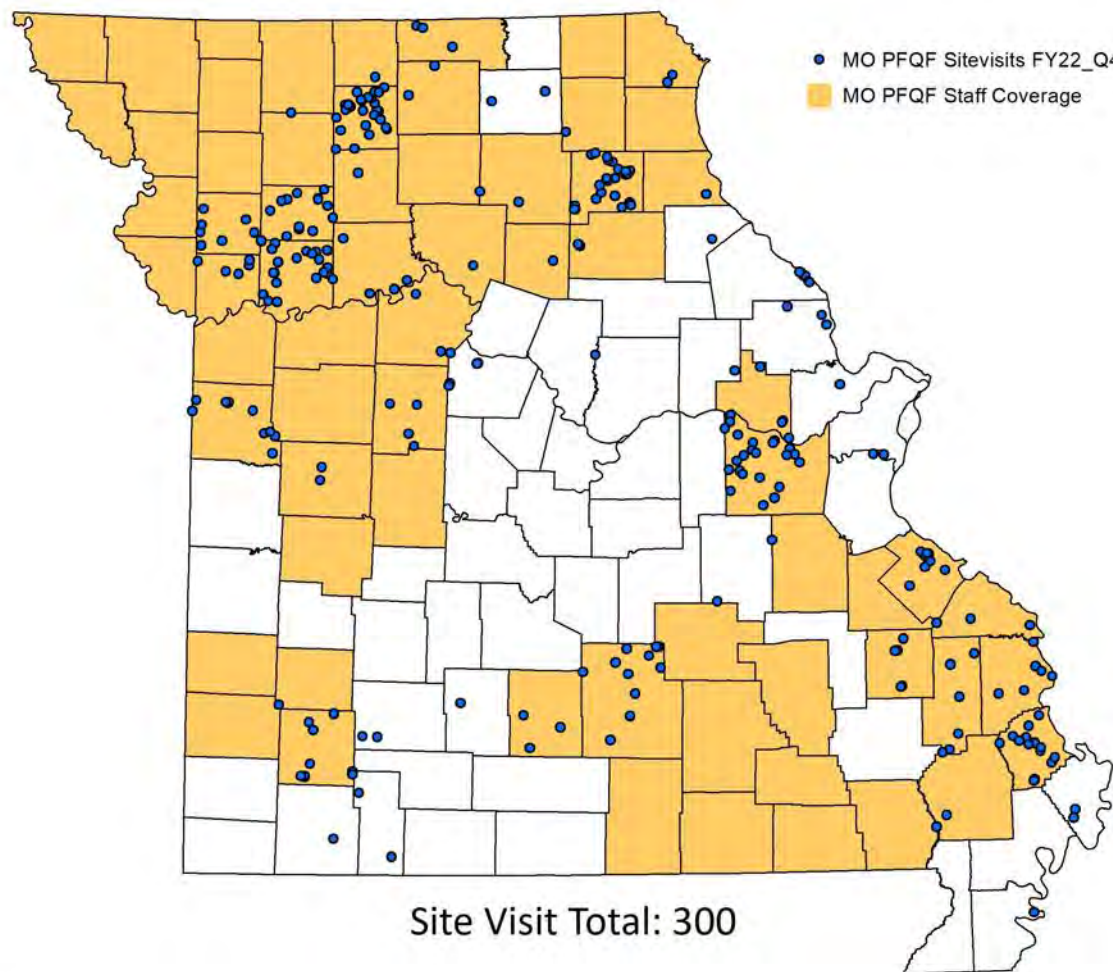 MO PFQF Sitevisits FY22_Q4
MO PFQF Staff Coverage
Site Visit Total: 300